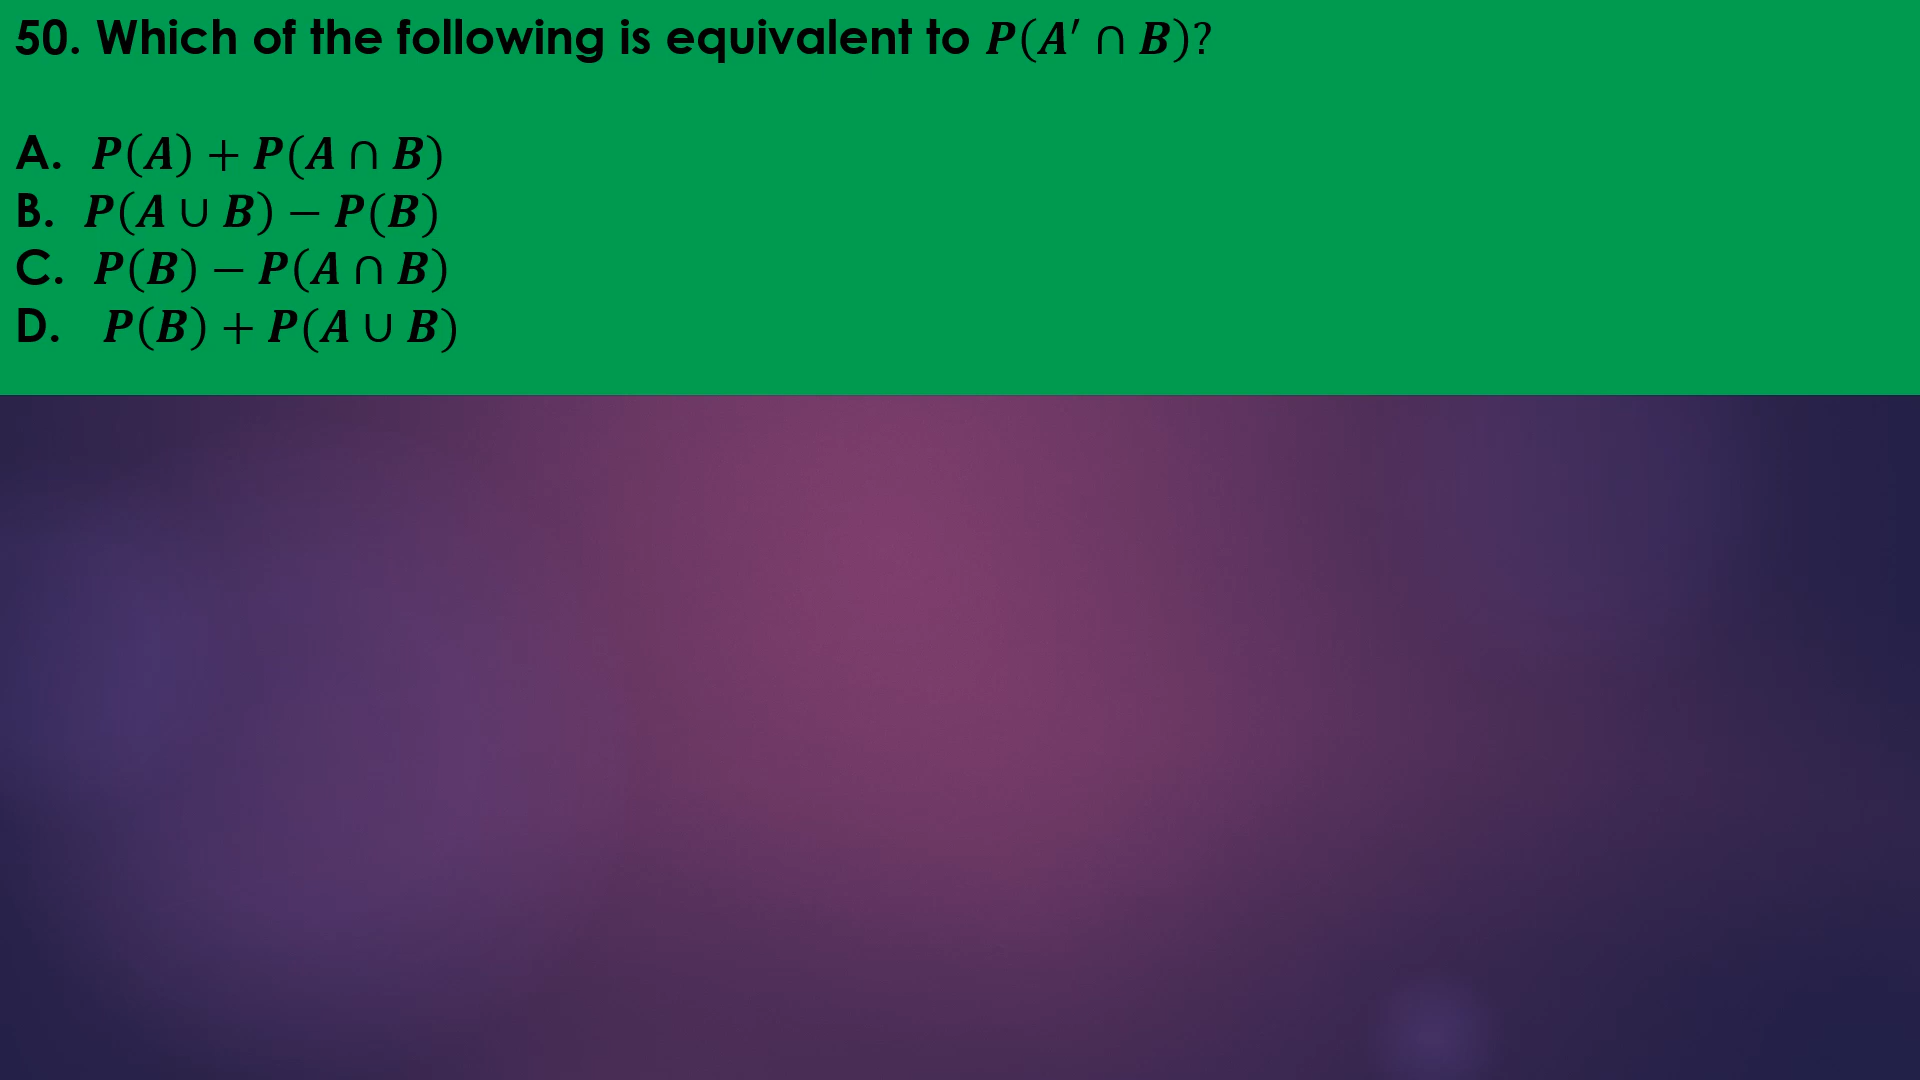 50. Which of the following is equivalent to P(A′ ∩ B)?
A. P(A) + P(A ∩ B)
B. P(A ∪ B) − P(B)
C. P(B) − P(A ∩ B)
D. P(B) + P(A ∪ B)